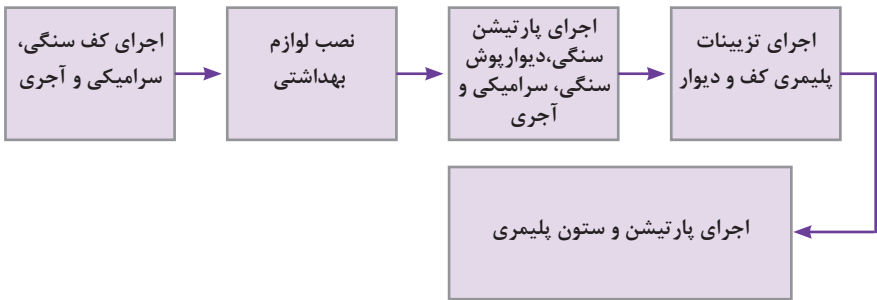 اجرای کف سنگی،
سرامیکی و آجری
نصب لوازم
بهداشتی
اجرای پارتیشن
سنگی،دیوارپوش
سنگی، سرامیکی و
آجری
اجرای تزیینات
پلیمری کف و دیوار
اجرای پارتیشن و ستون پلیمری